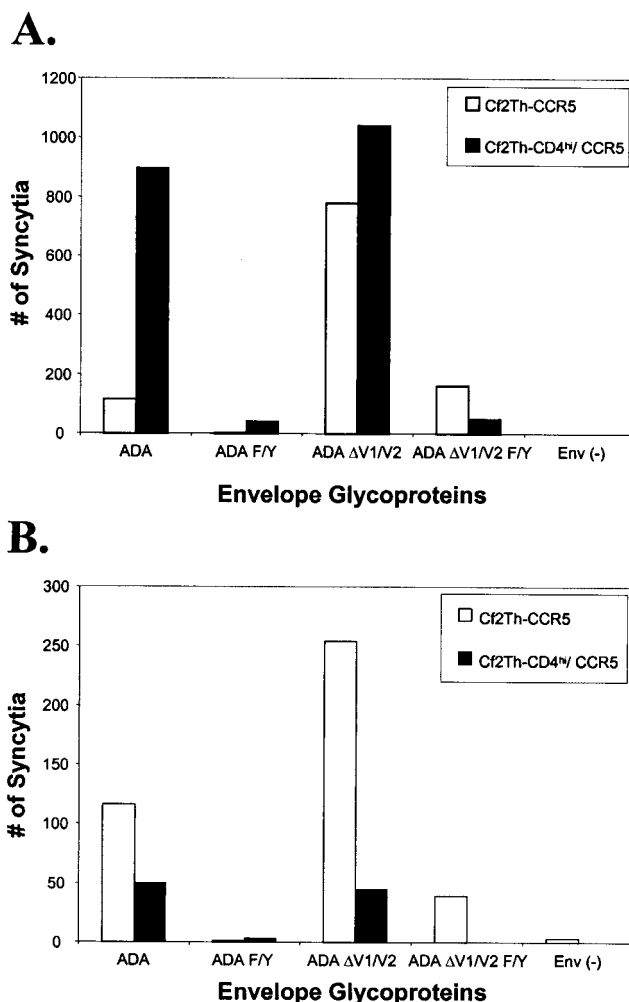 A.
1200
1000
800
600
400
200
0
# of Syncytia
Cf2Th-CCR5
Cf2Th-CD4hi/ CCR5
ADA
ADA F/Y
ADA ΔV1/V2
ADA ΔV1/V2 F/Y
Env (-)
Envelope Glycoproteins
B.
300
250
200
150
100
50
0
# of Syncytia
Cf2Th-CCR5
Cf2Th-CD4hi/ CCR5
ADA
ADA F/Y
ADA ΔV1/V2
ADA ΔV1/V2 F/Y
Env (-)
Envelope Glycoproteins